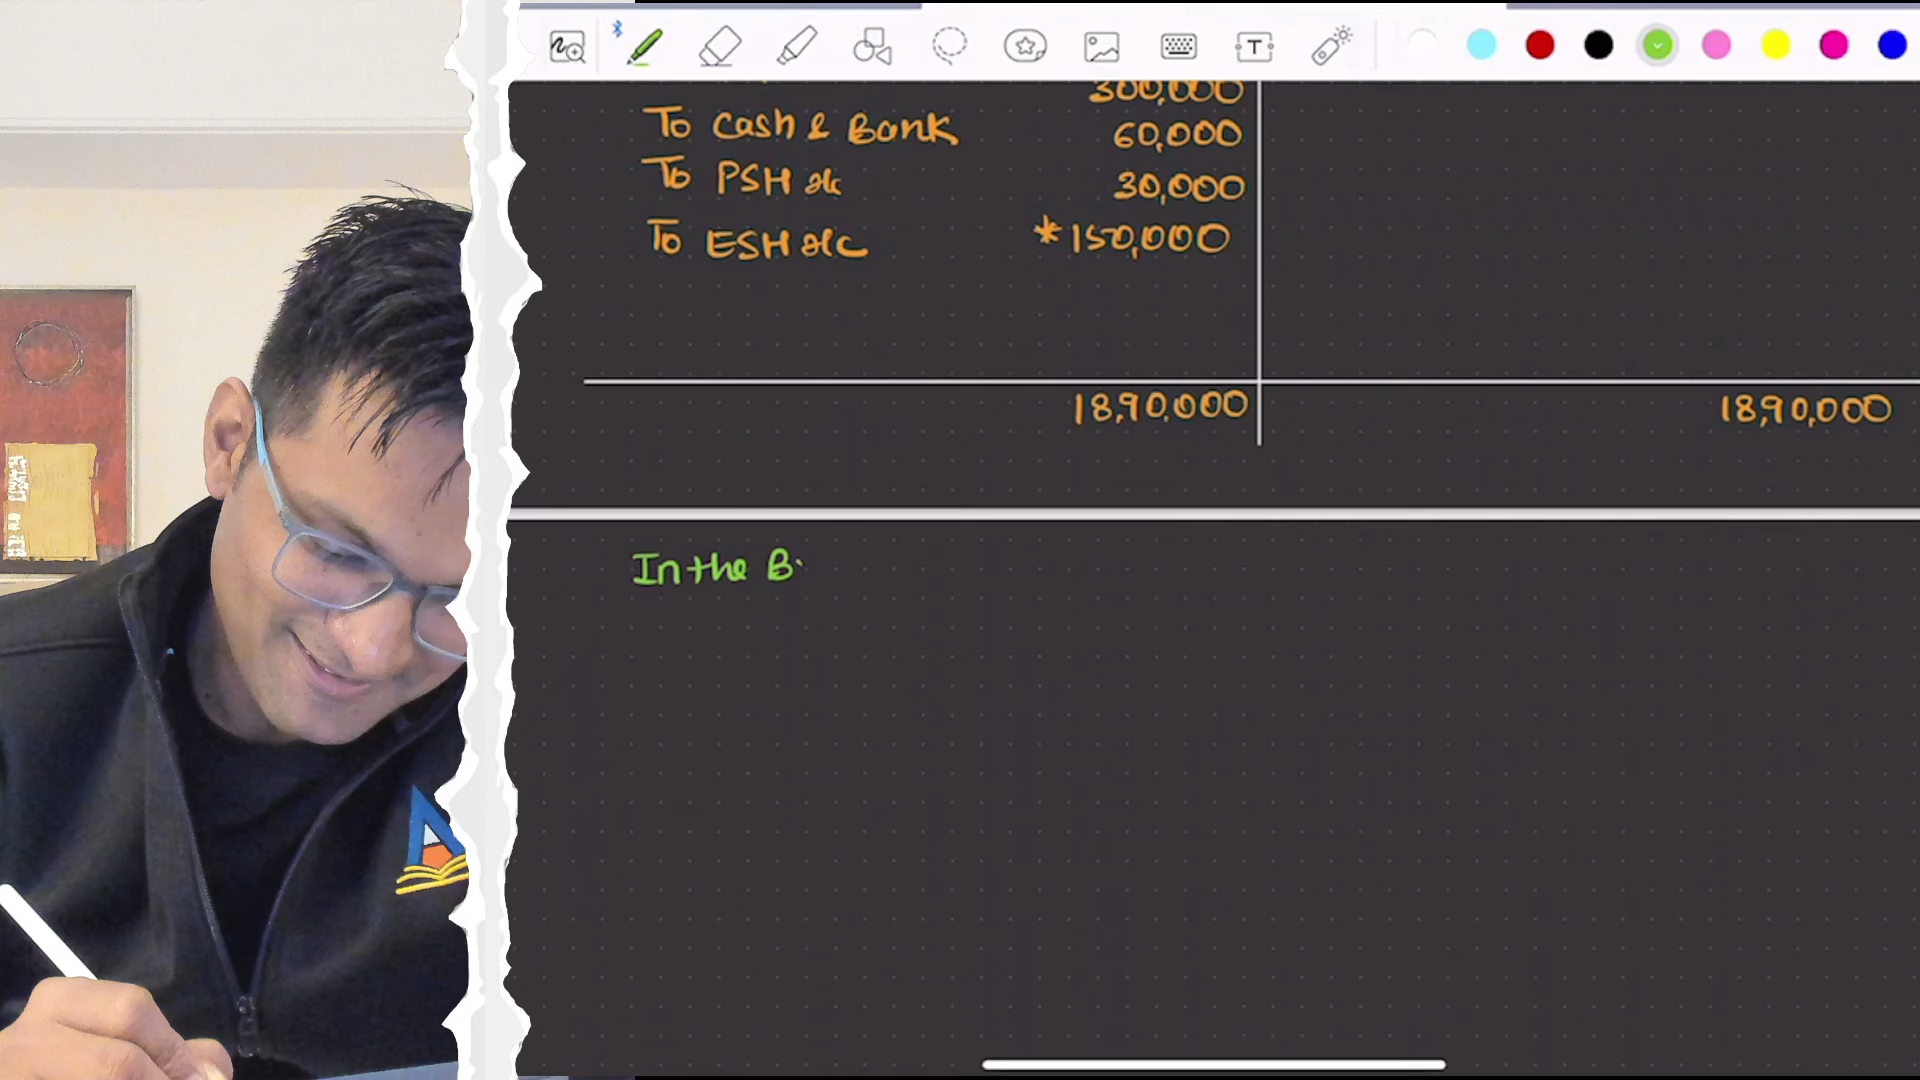 300,000
To Cash & Bank 60,000
To PSH a/c 30,000
To ESH a/c *150,000
18,90,000 18,90,000
In the B